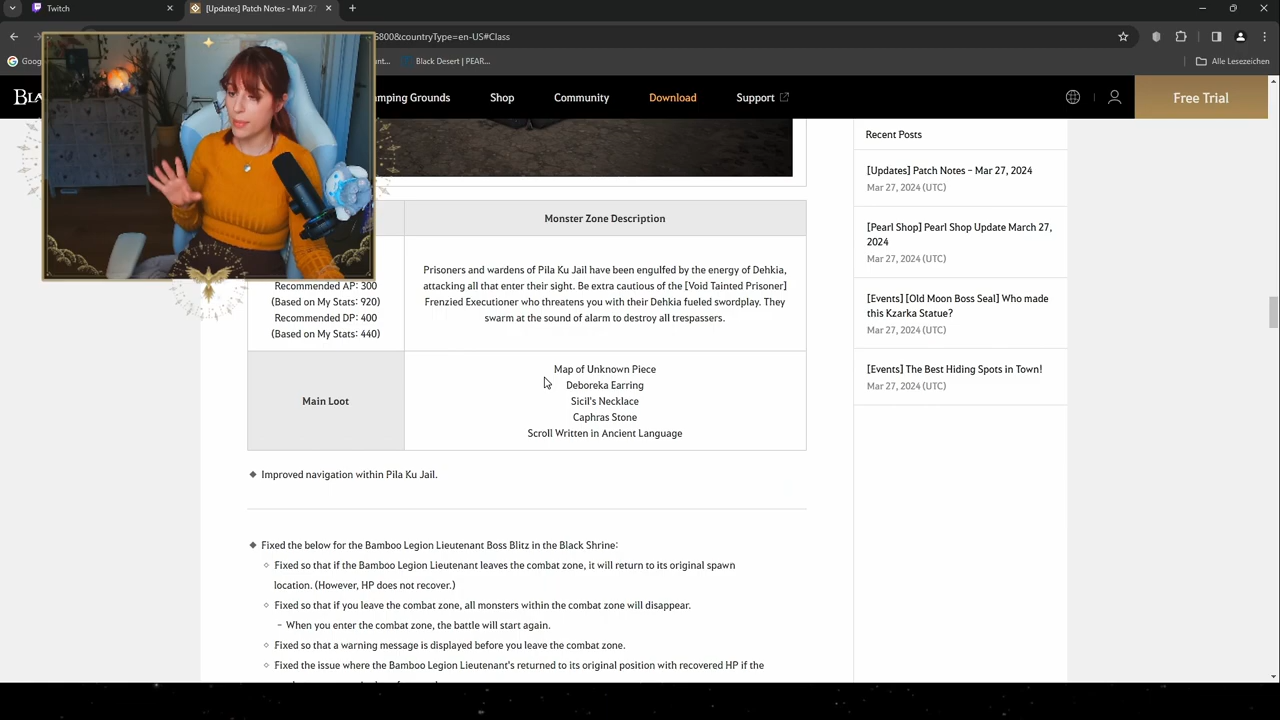 Twitch
[Updates] Patch Notes - Mar 27
5800&countryType=en-US#Class
Goog
nt...
Black Desert | PEAR...
Alle Lesezeichen
mping Grounds
Shop
Community
Download
Support
Free Trial
Recent Posts
[Updates] Patch Notes – Mar 27, 2024
Mar 27, 2024 (UTC)
[Pearl Shop] Pearl Shop Update March 27,
2024
Mar 27, 2024 (UTC)
[Events] [Old Moon Boss Seal] Who made
this Kzarka Statue?
Mar 27, 2024 (UTC)
[Events] The Best Hiding Spots in Town!
Mar 27, 2024 (UTC)
Monster Zone Description
Recommended AP: 300
(Based on My Stats: 920)
Recommended DP: 400
(Based on My Stats: 440)
Prisoners and wardens of Pila Ku Jail have been engulfed by the energy of Dehkia,
attacking all that enter their sight. Be extra cautious of the [Void Tainted Prisoner]
Frenzied Executioner who threatens you with their Dehkia fueled swordplay. They
swarm at the sound of alarm to destroy all trespassers.
Main Loot
Map of Unknown Piece
Deboreka Earring
Sicil's Necklace
Caphras Stone
Scroll Written in Ancient Language
Improved navigation within Pila Ku Jail.
Fixed the below for the Bamboo Legion Lieutenant Boss Blitz in the Black Shrine:
Fixed so that if the Bamboo Legion Lieutenant leaves the combat zone, it will return to its original spawn
location. (However, HP does not recover.)
Fixed so that if you leave the combat zone, all monsters within the combat zone will disappear.
– When you enter the combat zone, the battle will start again.
Fixed so that a warning message is displayed before you leave the combat zone.
Fixed the issue where the Bamboo Legion Lieutenant's returned to its original position with recovered HP if the